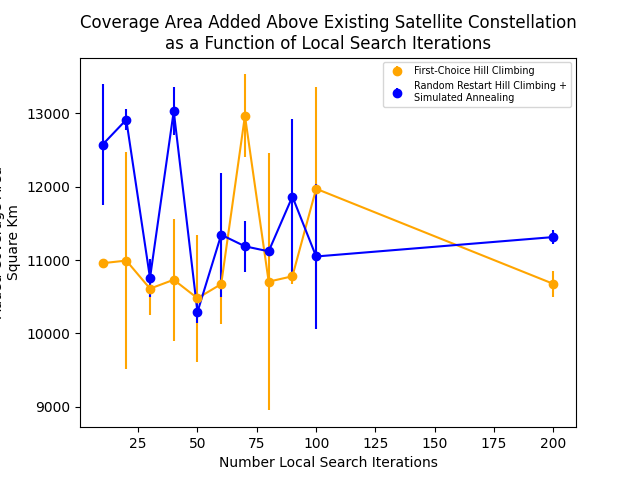 Coverage Area Added Above Existing Satellite Constellation
as a Function of Local Search Iterations
First-Choice Hill Climbing
Random Restart Hill Climbing +
Simulated Annealing
13000
12000
11000
10000
9000
Square Km
25
50
75
100
125
150
175
200
Number Local Search Iterations